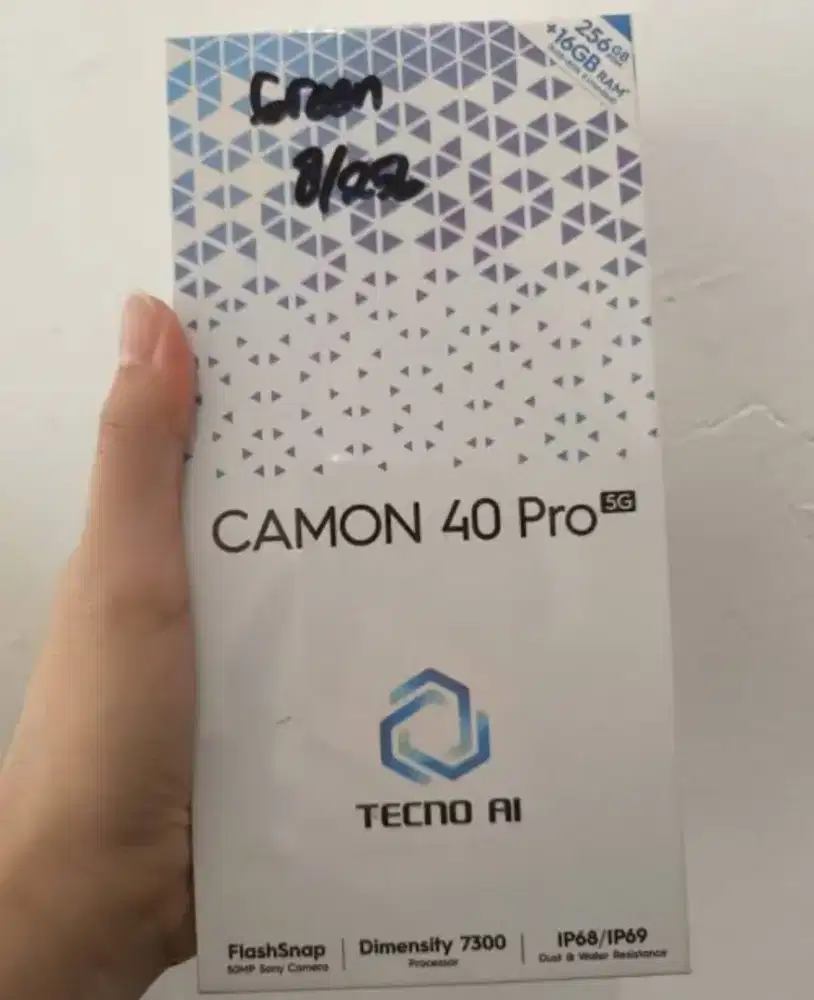 256GB
+16GB RAM*
Green
8/256
CAMON 40 Pro 5G
TECNO AI
FlashSnap
50MP Sony Camera
Dimensity 7300
Processor
IP68/IP69
Dust & Water Resistance